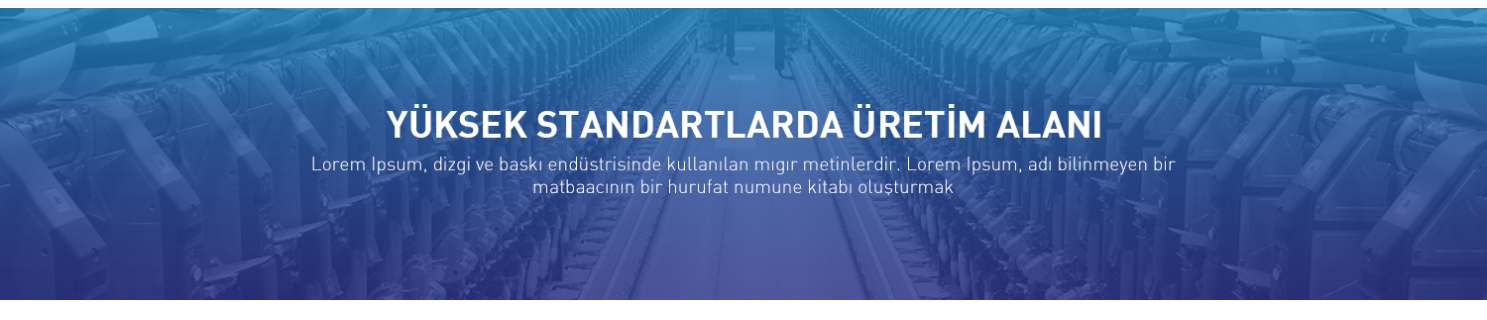 YÜKSEK STANDARTLARDA ÜRETİM ALANI
Lorem Ipsum, dizgi ve baskı endüstrisinde kullanılan mıgır metinlerdir. Lorem Ipsum, adı bilinmeyen bir
matbaacının bir hurufat numune kitabı oluşturmak